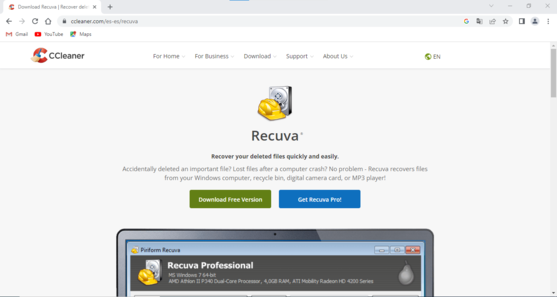 Download Recuva | Recover dele
ccleaner.com/es-es/recuva
Gmail YouTube Maps
CCleaner For Home For Business Download Support About Us EN
Recuva
Recover your deleted files quickly and easily.
Accidentally deleted an important file? Lost files after a computer crash? No problem - Recuva recovers files
from your Windows computer, recycle bin, digital camera card, or MP3 player!
Download Free Version Get Recuva Pro!
Piriform Recuva
Recuva Professional
MS Windows 7 64-bit
AMD Athlon II P340 Dual-Core Processor, 4,0GB RAM, ATI Mobility Radeon HD 4200 Series